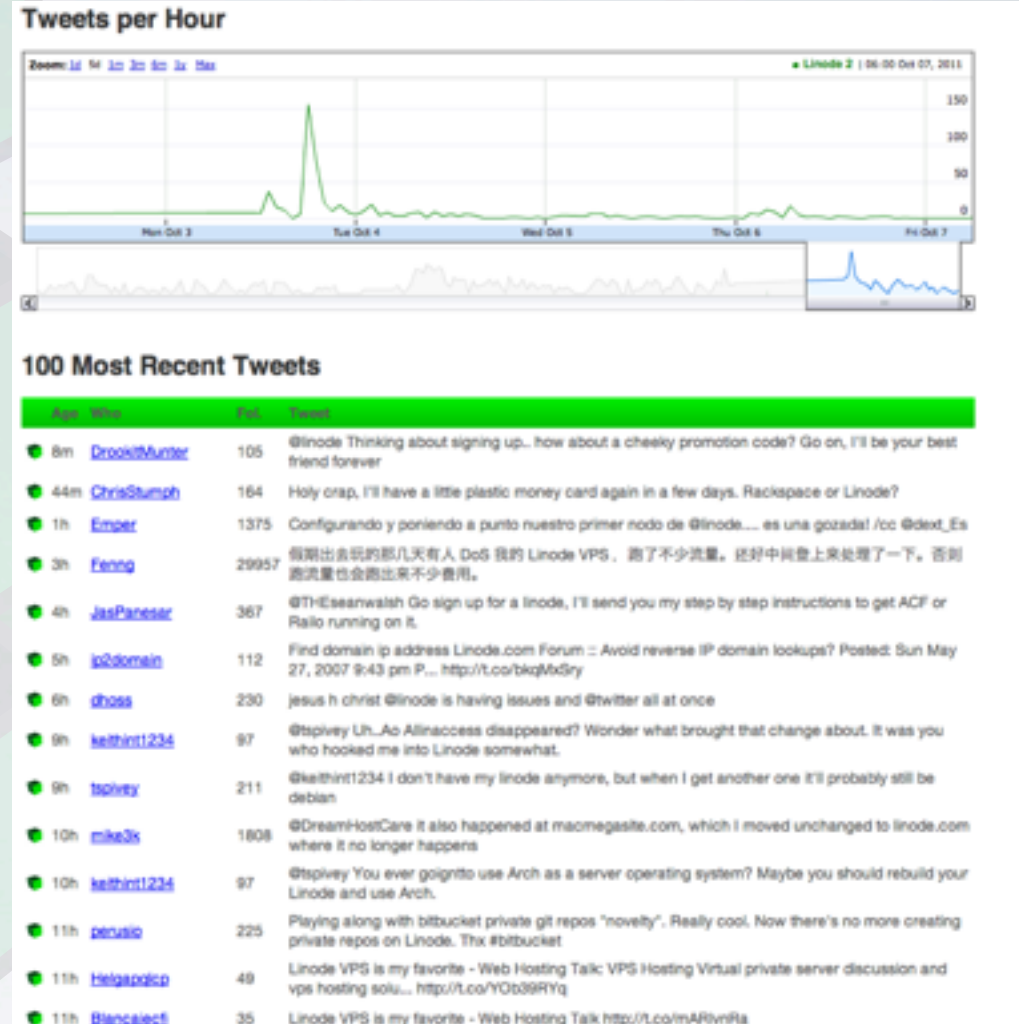 Tweets per Hour
Zoom: 1d 5d 1m 3m 6m 1y Max
Linode 2 | 06:00 Oct 07, 2011
150
100
50
0
Mon Oct 3 Tue Oct 4 Wed Oct 5 Thu Oct 6 Fri Oct 7
100 Most Recent Tweets
Age Who Fol. Tweet
8m DrookitMunter 105 @linode Thinking about signing up.. how about a cheeky promotion code? Go on, I'll be your best
friend forever
44m ChrisStumph 164 Holy crap, I'll have a little plastic money card again in a few days. Rackspace or Linode?
1h Emper 1375 Configurando y poniendo a punto nuestro primer nodo de @linode.... es una gozada! /cc @dext_Es
3h Fenng 29957 假期出去玩的那几天有人 DoS 我的 Linode VPS ，跑了不少流量。还好中间登上来处理了一下。否则
跑流量也会跑出来不少费用。
4h JasPanesar 367 @THEseanwalsh Go sign up for a linode, I'll send you my step by step instructions to get ACF or
Railo running on it.
5h ip2domain 112 Find domain ip address Linode.com Forum :: Avoid reverse IP domain lookups? Posted: Sun May
27, 2007 9:43 pm P... http://t.co/bkqMxSry
6h dhoss 230 jesus h christ @linode is having issues and @twitter all at once
9h keithint1234 97 @tspivey Uh..Ao Allinaccess disappeared? Wonder what brought that change about. It was you
who hooked me into Linode somewhat.
9h tspivey 211 @keithint1234 I don't have my linode anymore, but when I get another one it'll probably still be
debian
10h mike3k 1808 @DreamHostCare it also happened at macmegasite.com, which I moved unchanged to linode.com
where it no longer happens
10h keithint1234 97 @tspivey You ever goigntto use Arch as a server operating system? Maybe you should rebuild your
Linode and use Arch.
11h perusio 225 Playing along with bitbucket private git repos "novelty". Really cool. Now there's no more creating
private repos on Linode. Thx #bitbucket
11h Helgapqlcp 49 Linode VPS is my favorite - Web Hosting Talk: VPS Hosting Virtual private server discussion and
vps hosting solu... http://t.co/YOb39RYq
11h Blancaiecfi 35 Linode VPS is my favorite - Web Hosting Talk http://t.co/mARlvnRa